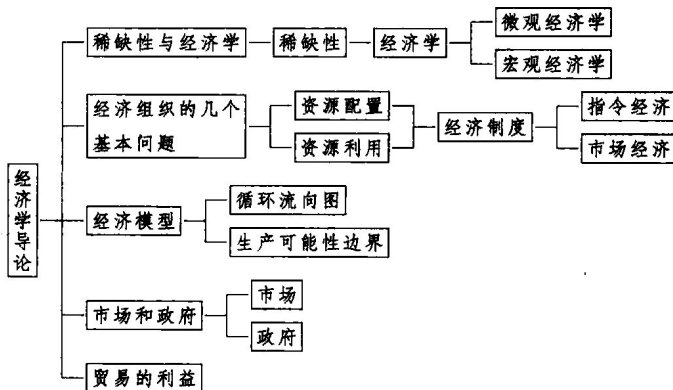 经济学导论
稀缺性与经济学
稀缺性
经济学
微观经济学
宏观经济学
经济组织的几个
基本问题
资源配置
资源利用
经济制度
指令经济
市场经济
经济模型
循环流向图
生产可能性边界
市场和政府
市场
政府
贸易的利益